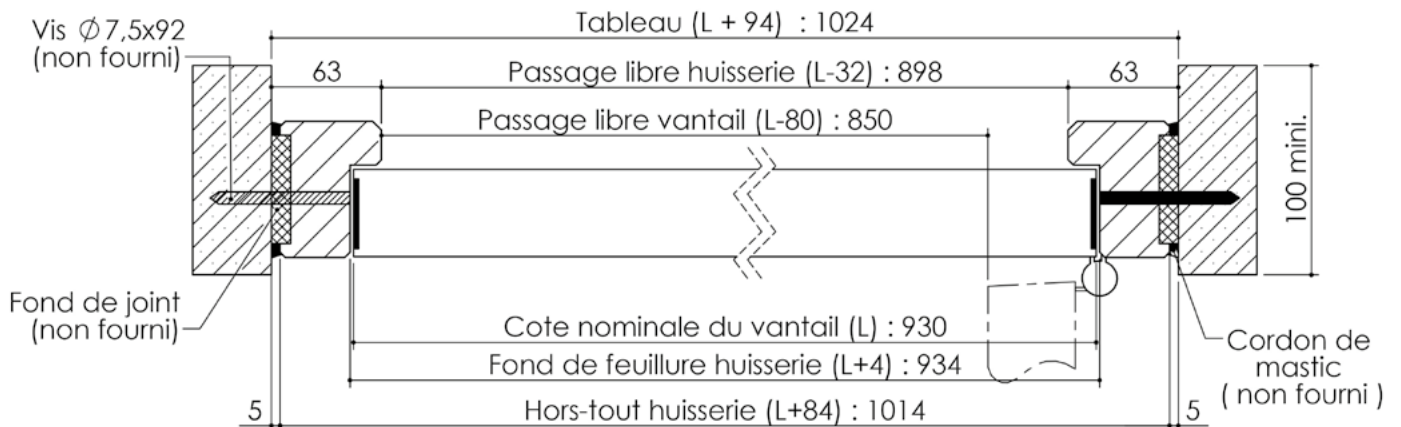 Tableau (L + 94) : 1024
Vis Ø 7,5x92
(non fourni)
63
Passage libre huisserie (L-32) : 898
63
Passage libre vantail (L-80) : 850
100 mini.
Fond de joint
(non fourni)
Cote nominale du vantail (L) : 930
Cordon de
mastic
( non fourni )
Fond de feuillure huisserie (L+4) : 934
5
Hors-tout huisserie (L+84) : 1014
5